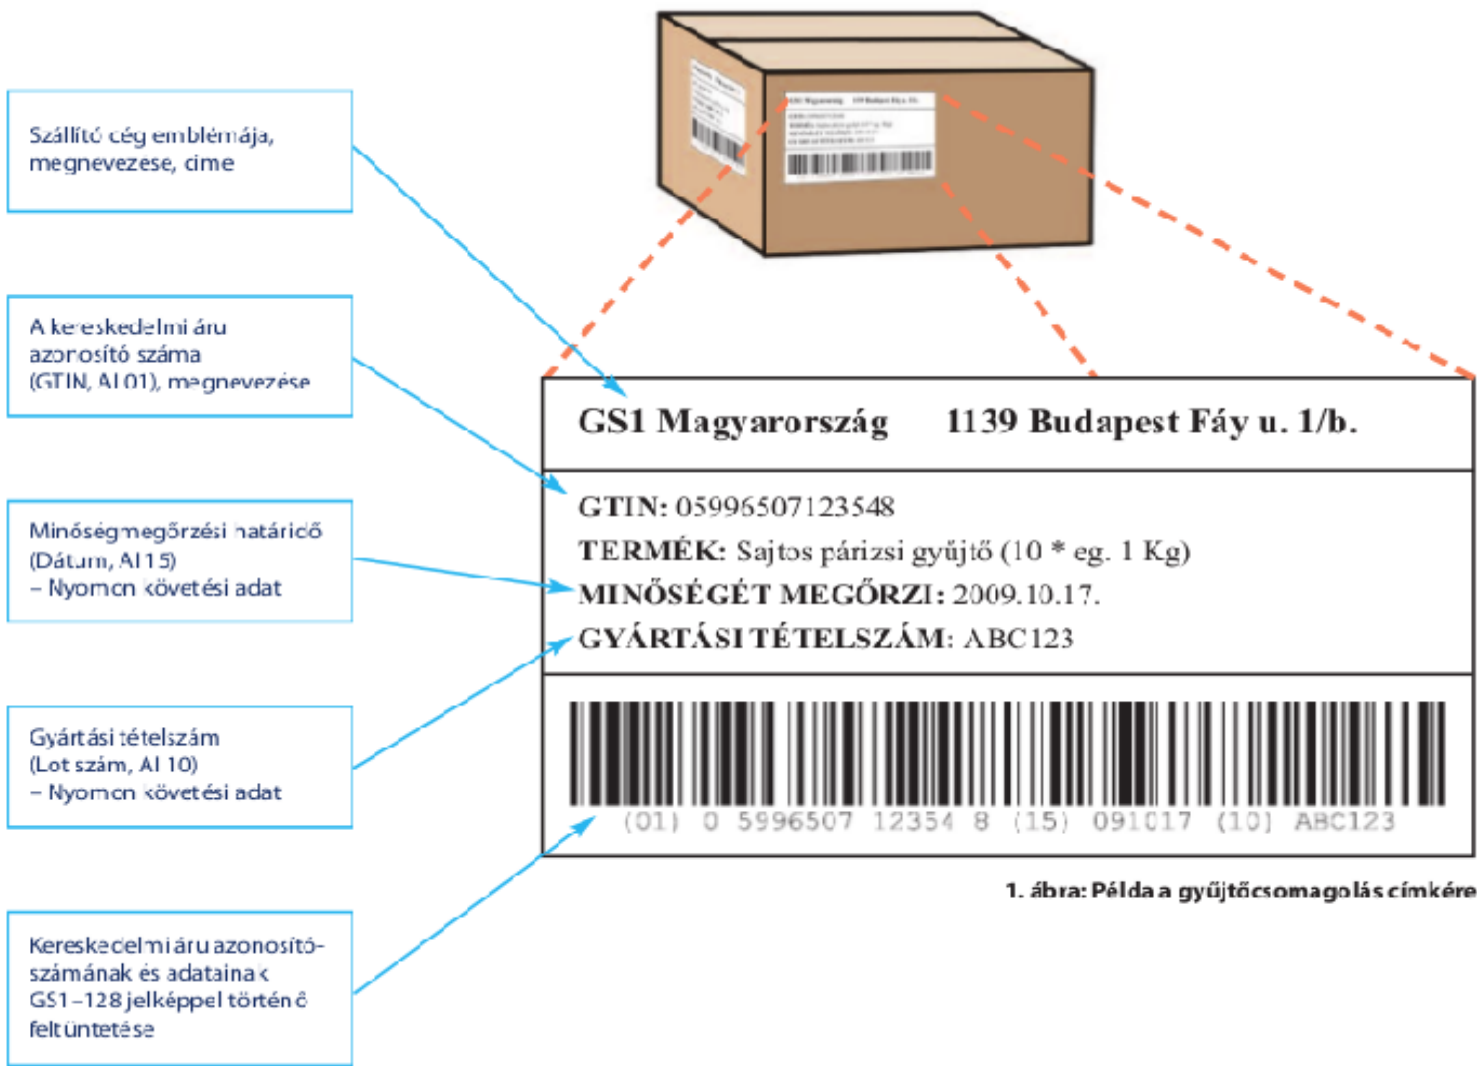 Szállító cég emblémája,
megnevezese, cime
A kereskedelmi áru
azonosító száma
(GTIN, AI 01), megnevezése
Minőségmegőrzési határidő
(Dátum, AI 15)
– Nyomon követési adat
Gyártási tételszám
(Lot szám, AI 10)
– Nyomon követési adat
Kereskedelmi áru azonosító-
számának és adatainak
GS1–128 jelképpel történő
feltüntetése
GS1 Magyarország 1139 Budapest Fáy u. 1/b.
GTIN: 05996507123548
TERMÉK: Sajtos párizsi gyűjtő (10 * eg. 1 Kg)
MINŐSÉGÉT MEGŐRZI: 2009.10.17.
GYÁRTÁSI TÉTELSZÁM: ABC123
(01) 0 5996507 12354 8 (15) 091017 (10) ABC123
1. ábra: Példa a gyűjtőcsomagolás címkére